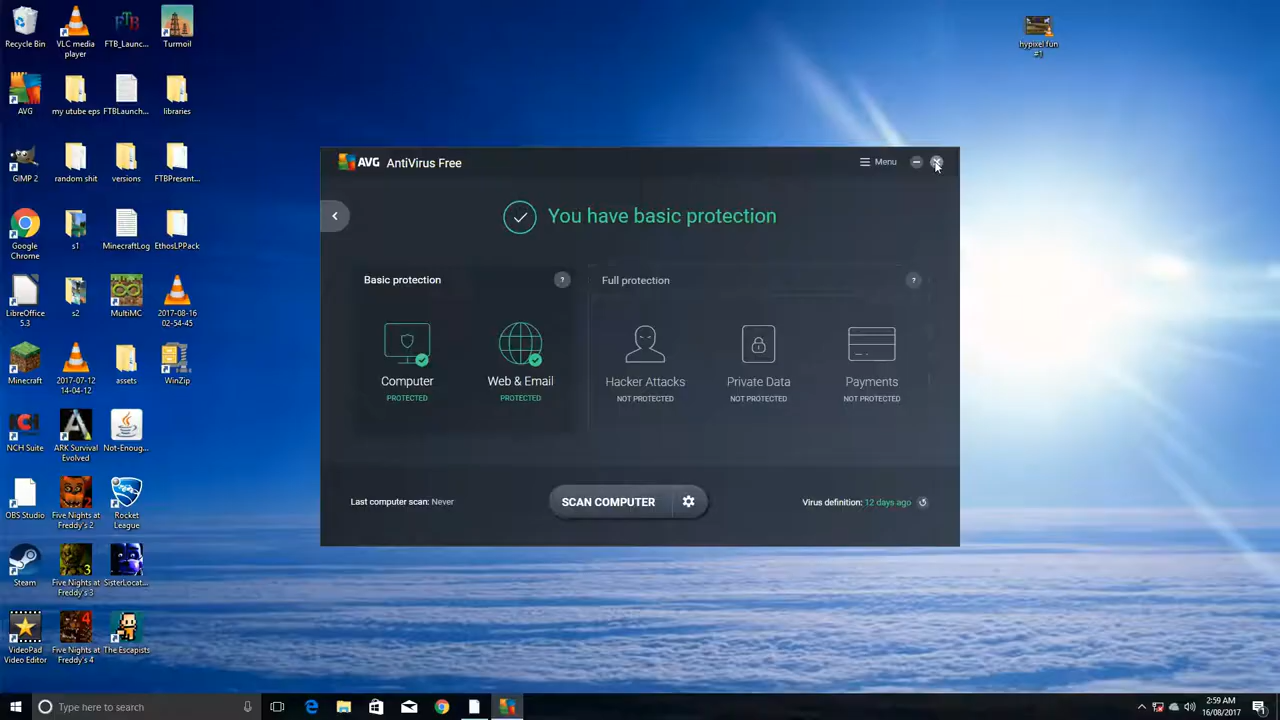 Recycle Bin
VLC media
player
FTB_Launc...
Turmoil
hypixel fun
#1
AVG
my utube eps
FTBLaunch...
libraries
GIMP 2
random shit
versions
FTBPresent...
Google
Chrome
s1
MinecraftLog
EthosLPPack
LibreOffice
5.3
s2
MultiMC
2017-08-16
02-54-45
Minecraft
2017-07-12
14-04-12
assets
WinZip
NCH Suite
ARK Survival
Evolved
Not-Enoug...
OBS Studio
Five Nights at
Freddy's 2
Rocket
League
Steam
Five Nights at
Freddy's 3
SisterLocat...
VideoPad
Video Editor
Five Nights at
Freddy's 4
The Escapists
AVG AntiVirus Free
Menu
You have basic protection
Basic protection
?
Full protection
?
Computer
PROTECTED
Web & Email
PROTECTED
Hacker Attacks
NOT PROTECTED
Private Data
NOT PROTECTED
Payments
NOT PROTECTED
Last computer scan: Never
SCAN COMPUTER
Virus definition: 12 days ago
Type here to search
2:59 AM
16/08/2017